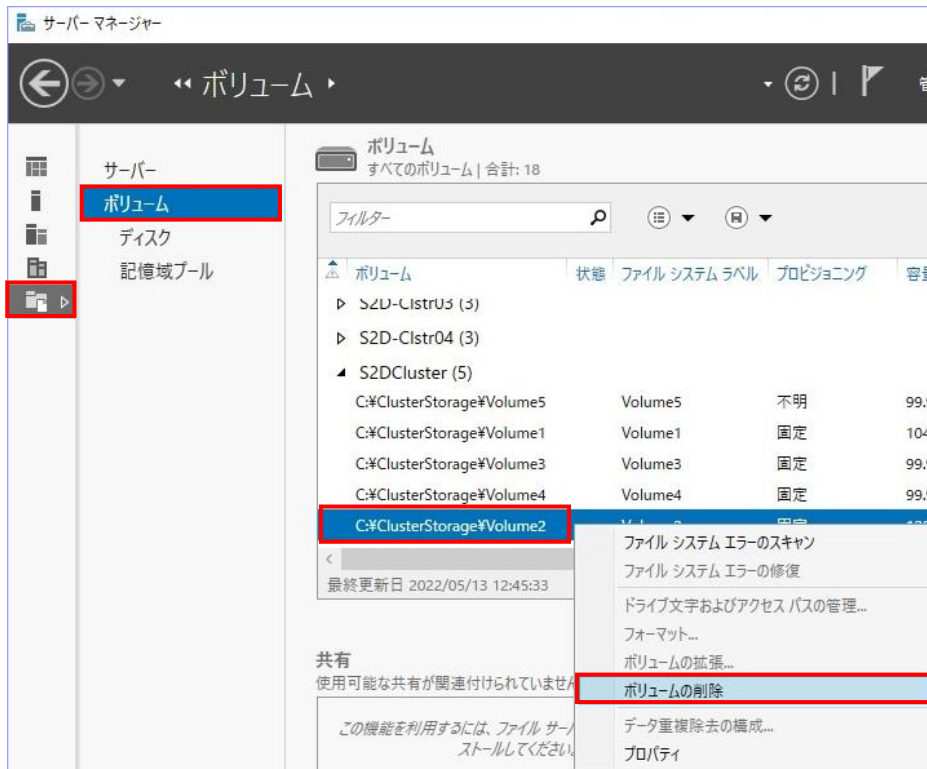 サーバー マネージャー
◂◂ ボリューム ▸
サーバー
ボリューム
ディスク
記憶域プール
ボリューム
すべてのボリューム | 合計: 18
フィルター
ボリューム 状態 ファイル システム ラベル プロビジョニング
S2D-Clstr03 (3)
S2D-Clstr04 (3)
S2DCluster (5)
C:¥ClusterStorage¥Volume5 Volume5 不明 99.
C:¥ClusterStorage¥Volume1 Volume1 固定 104
C:¥ClusterStorage¥Volume3 Volume3 固定 99.
C:¥ClusterStorage¥Volume4 Volume4 固定 99.
C:¥ClusterStorage¥Volume2
ファイル システム エラーのスキャン
ファイル システム エラーの修復
ドライブ文字およびアクセス パスの管理...
フォーマット...
ボリュームの拡張...
ボリュームの削除
データ重複除去の構成...
プロパティ
最終更新日 2022/05/13 12:45:33
共有
使用可能な共有が関連付けられていません
この機能を利用するには、ファイル サー
ストールしてください